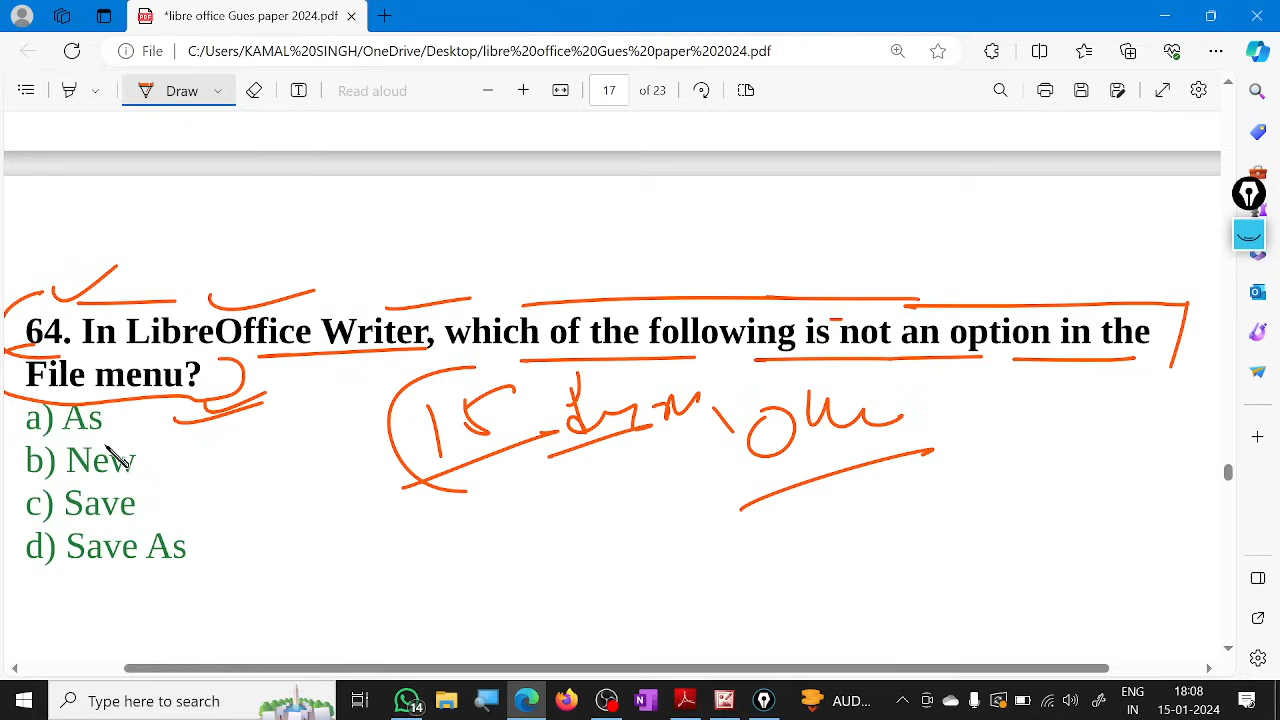 *libre office Gues paper 2024.pdf
File C:/Users/KAMAL%20SINGH/OneDrive/Desktop/libre%20office%20Gues%20paper%202024.pdf
Draw Read aloud 17 of 23
64. In LibreOffice Writer, which of the following is not an option in the
File menu?
15
a) As
b) New
c) Save
d) Save As
Type here to search
14
AUD...
ENG
IN
18:08
15-01-2024